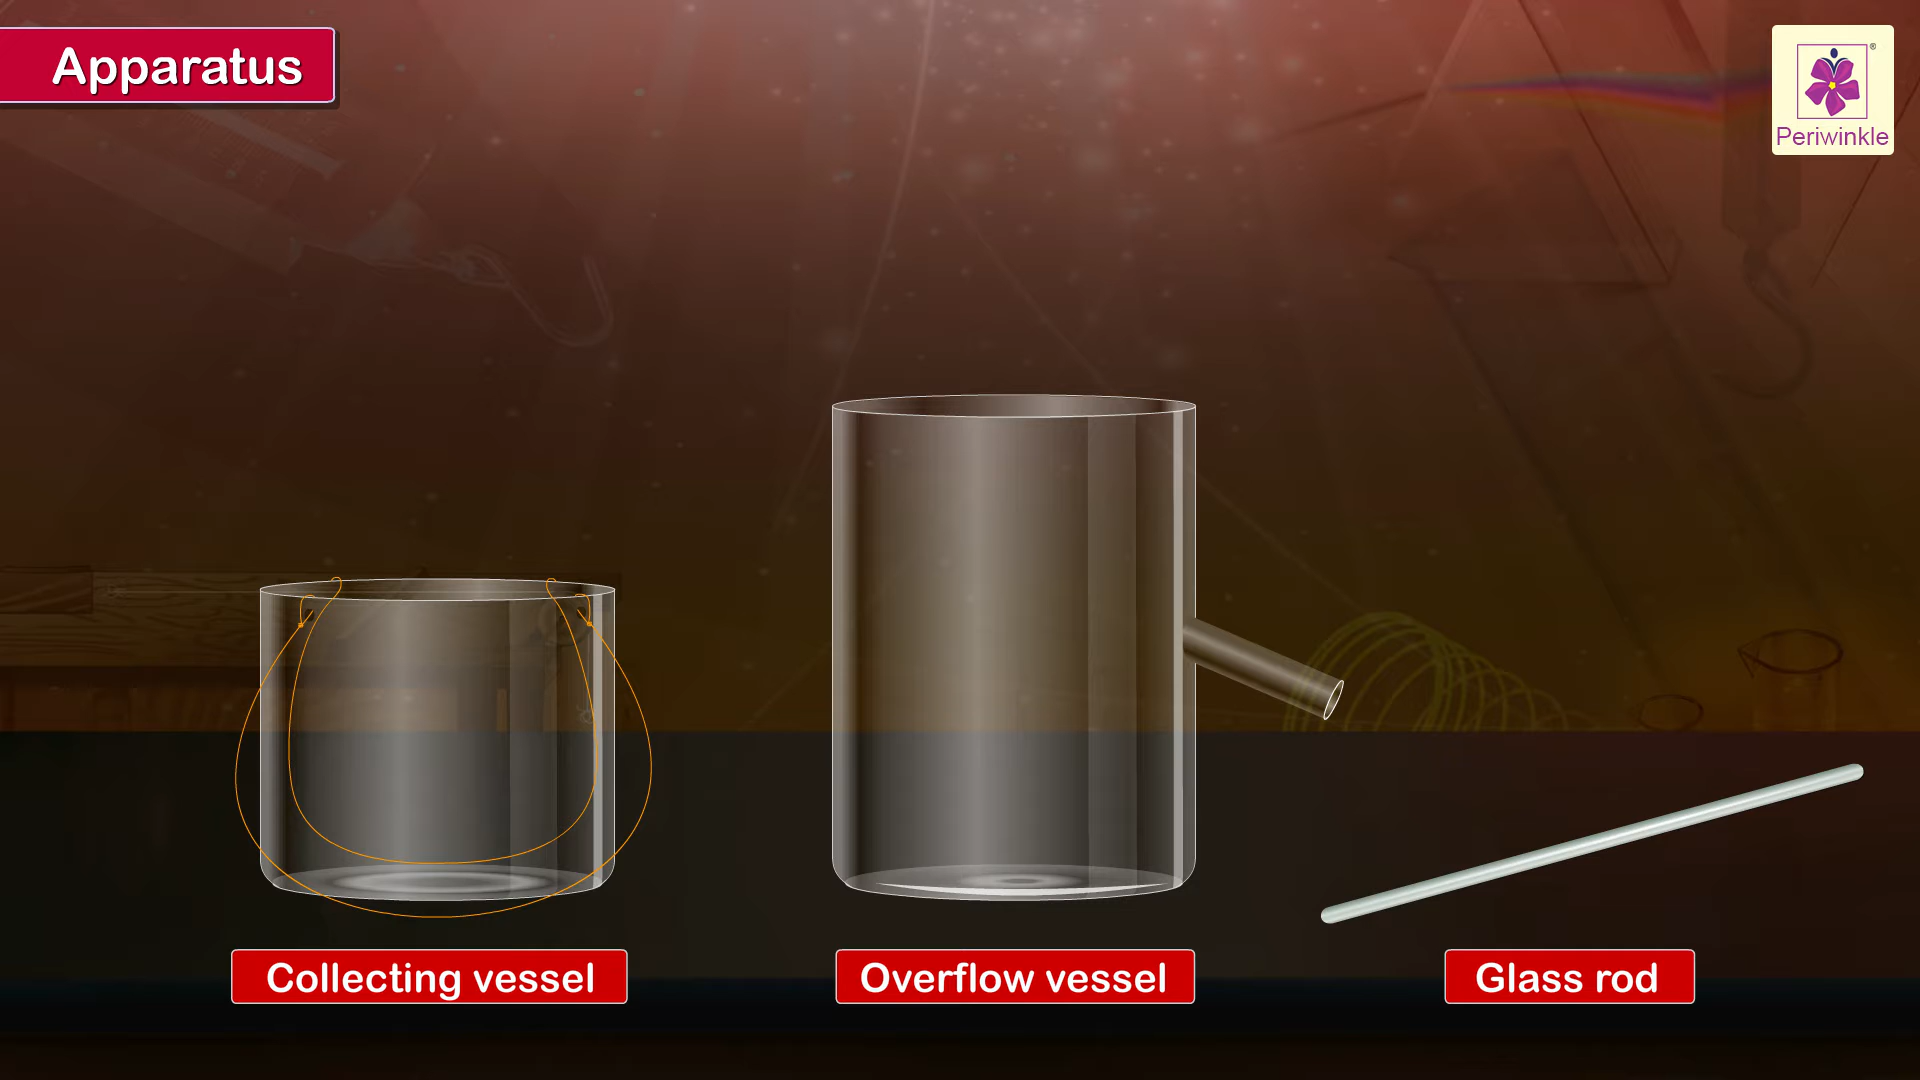 Apparatus
®
Periwinkle
Collecting vessel
Overflow vessel
Glass rod